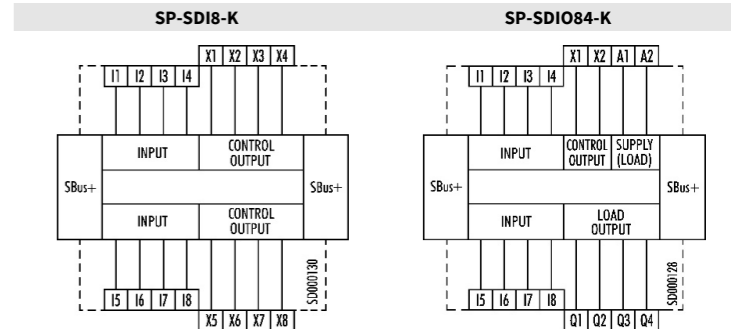 SP-SDI8-K
SP-SDIO84-K
X1 X2 X3 X4
I1 I2 I3 I4
INPUT
CONTROL
OUTPUT
SBus+
SBus+
INPUT
CONTROL
OUTPUT
I5 I6 I7 I8
X5 X6 X7 X8
SD000130
X1 X2 A1 A2
I1 I2 I3 I4
INPUT
CONTROL
OUTPUT
SUPPLY
(LOAD)
SBus+
SBus+
INPUT
LOAD
OUTPUT
I5 I6 I7 I8
Q1 Q2 Q3 Q4
SD000128